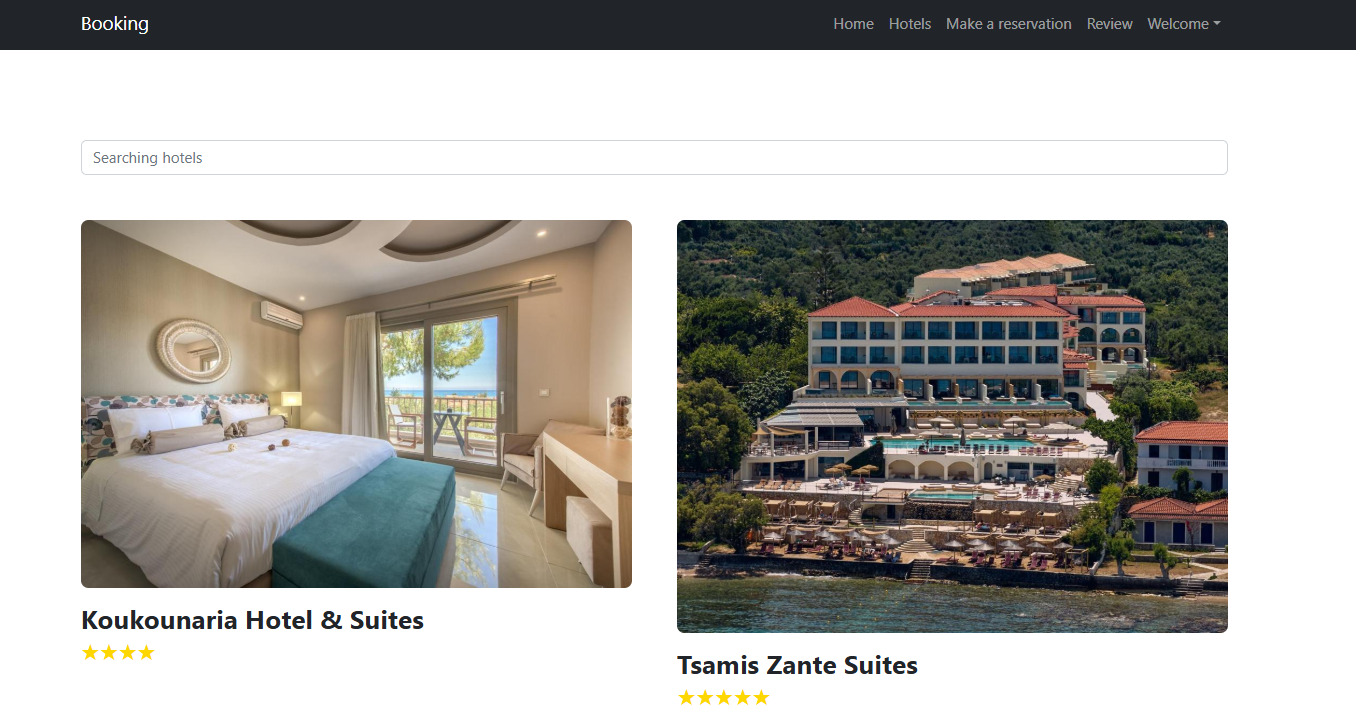 Booking Home Hotels Make a reservation Review Welcome
Searching hotels
Koukounaria Hotel & Suites
★★★★
Tsamis Zante Suites
★★★★★